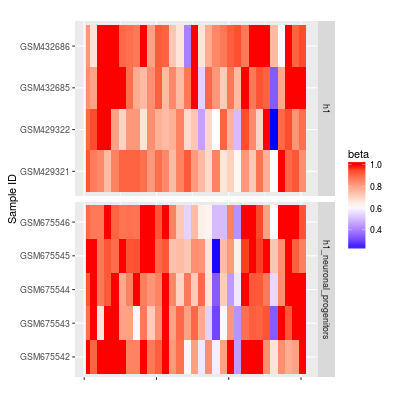 GSM432686
GSM432685
GSM429322
GSM429321
h1
GSM675546
GSM675545
GSM675544
GSM675543
GSM675542
h1_neuronal_progenitors
Sample ID
beta
1.0
0.8
0.6
0.4